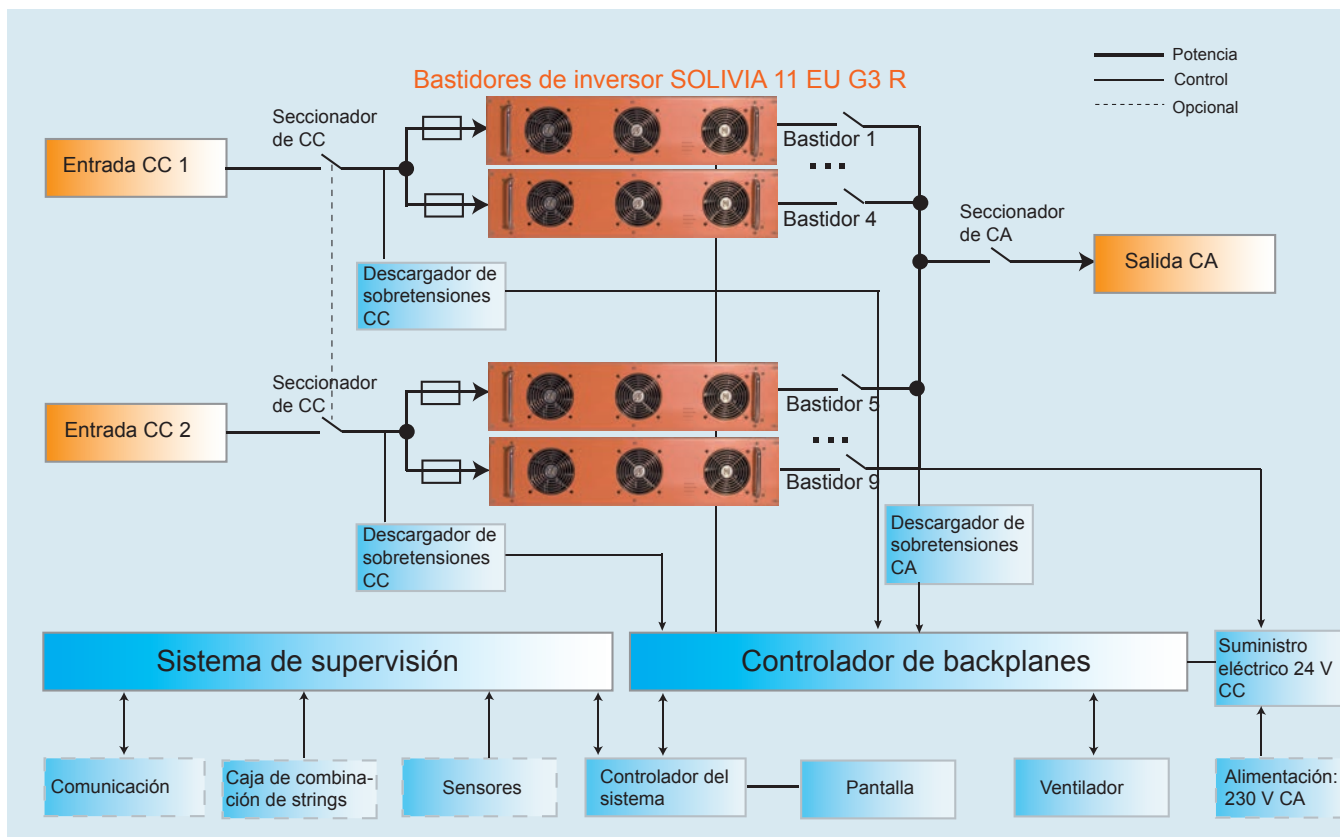 Potencia
Control
Opcional
Bastidores de inversor SOLIVIA 11 EU G3 R
Seccionador
de CC
Entrada CC 1
Bastidor 1
Bastidor 4
Seccionador
de CA
Salida CA
Descargador de
sobretensiones
CC
Seccionador
de CC
Entrada CC 2
Bastidor 5
Bastidor 9
Descargador de
sobretensiones
CC
Descargador de
sobretensiones
CA
Sistema de supervisión
Controlador de backplanes
Suministro
eléctrico 24 V
CC
Comunicación
Caja de combina-
ción de strings
Sensores
Controlador del
sistema
Pantalla
Ventilador
Alimentación:
230 V CA